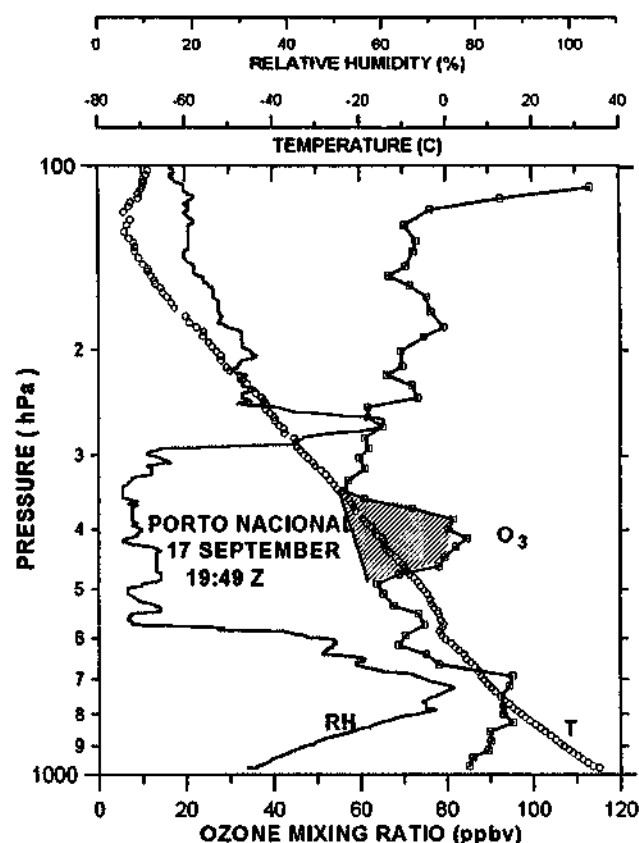 0 20 40 60 80 100
RELATIVE HUMIDITY (%)
-80 -60 -40 -20 0 20 40
TEMPERATURE (C)
100
2
3
4
5
6
7
8
9
1000
PRESSURE ( hPa )
PORTO NACIONAL
17 SEPTEMBER
19:49 Z
O3
RH
T
0 20 40 60 80 100 120
OZONE MIXING RATIO (ppbv)